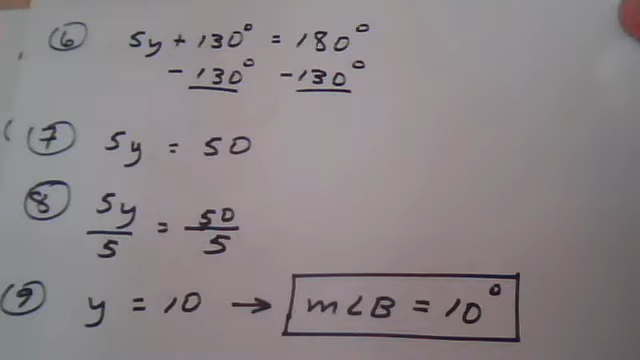 (6) 5y + 130° = 180°
- 130° - 130°
(7) 5y = 50
(8) 5y/5 = 50/5
(9) y = 10 → m∠B = 10°